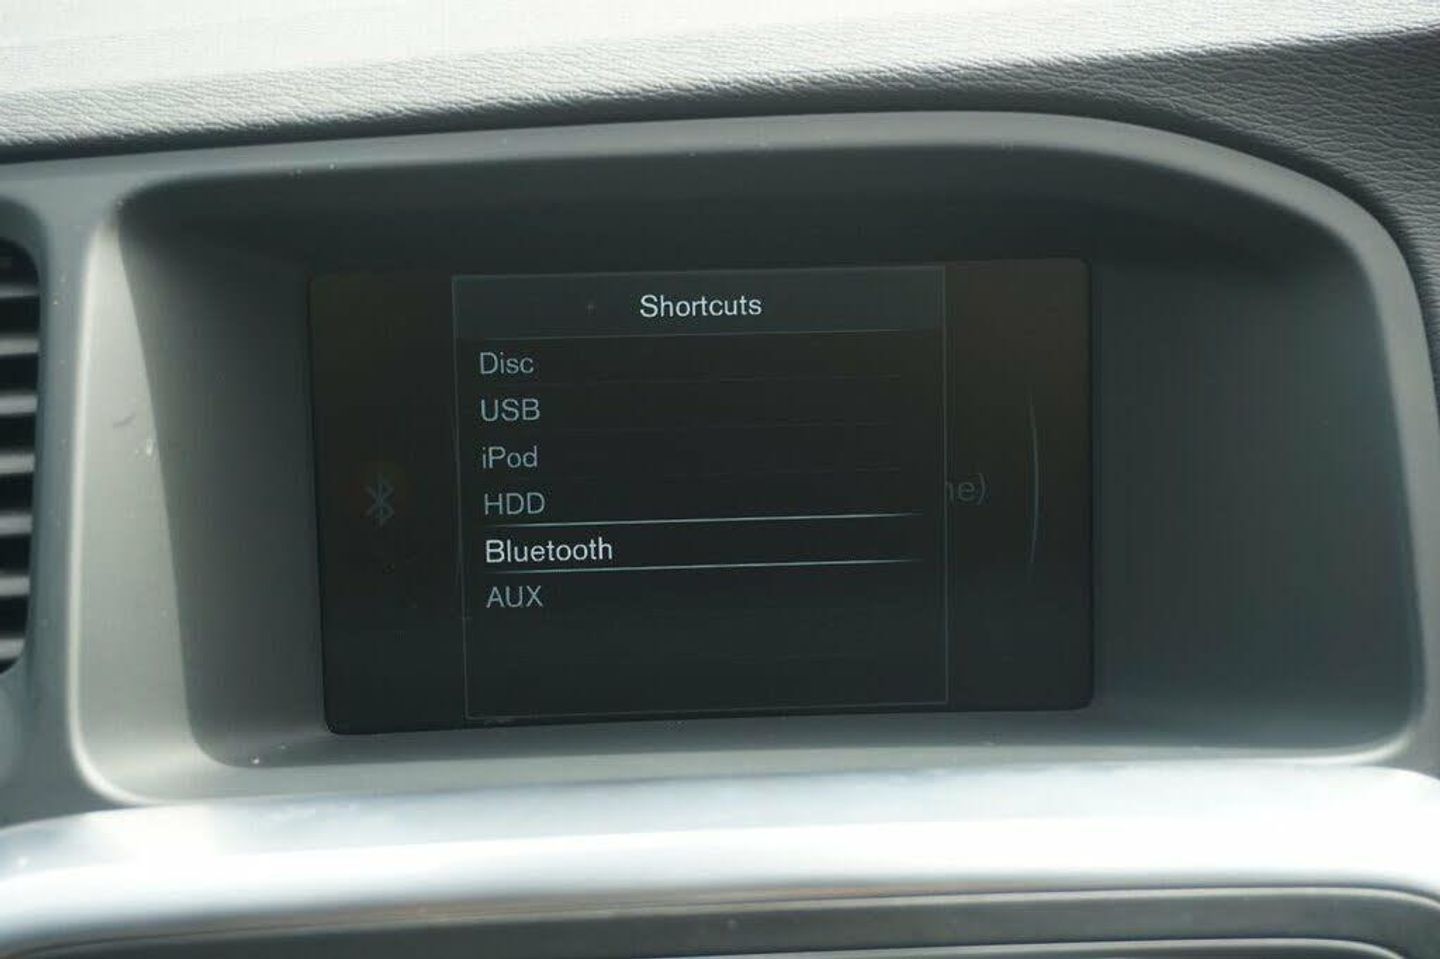 Shortcuts
Disc
USB
iPod
HDD
Bluetooth
AUX